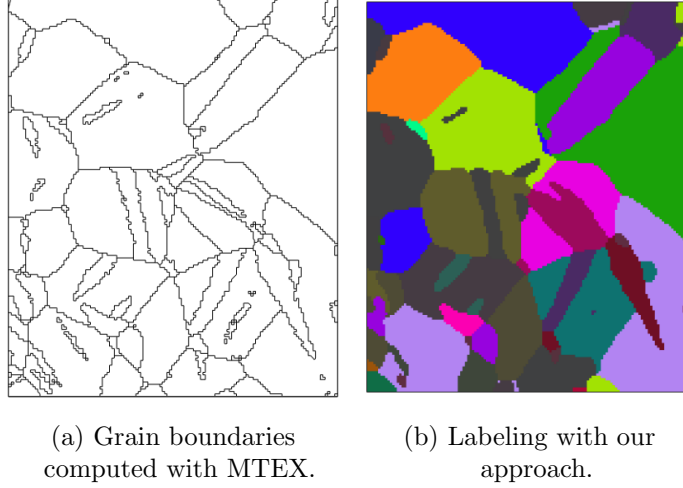 (a) Grain boundaries
computed with MTEX.
(b) Labeling with our
approach.